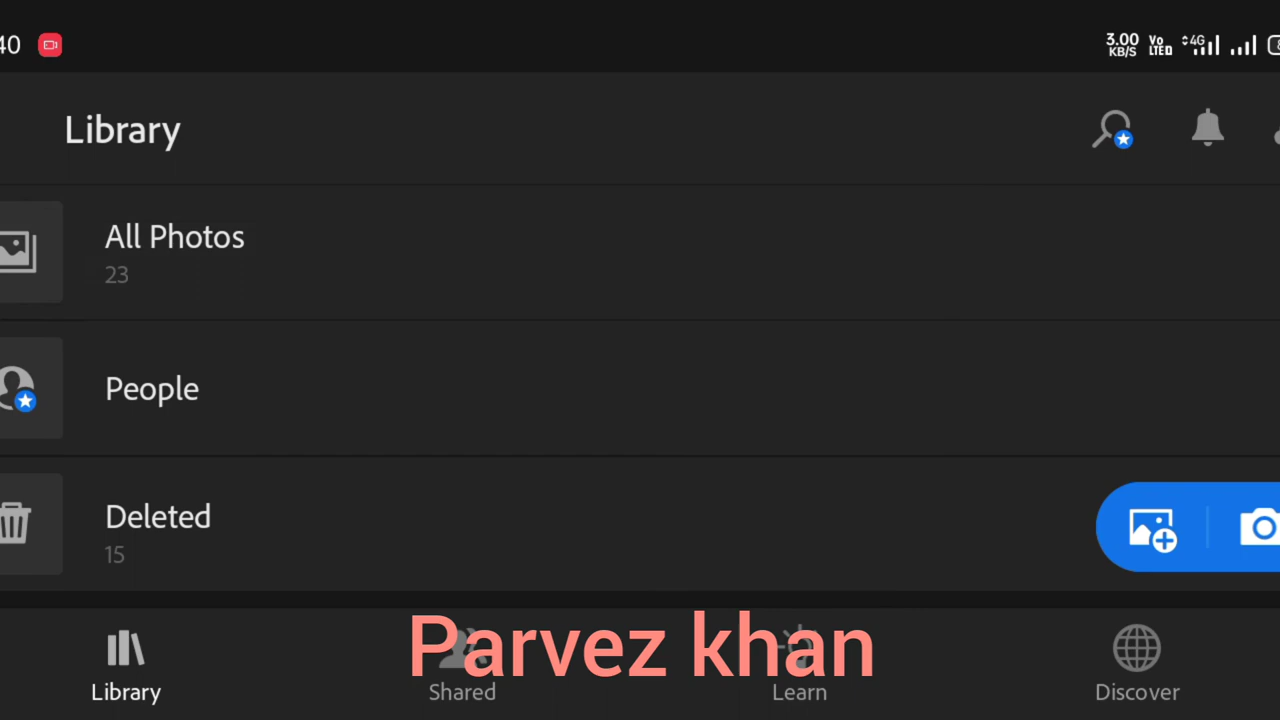 40
3.00
KB/S
Vo
LTE
4G
Library
All Photos
23
People
Deleted
15
Parvez khan
Library
Shared
Learn
Discover